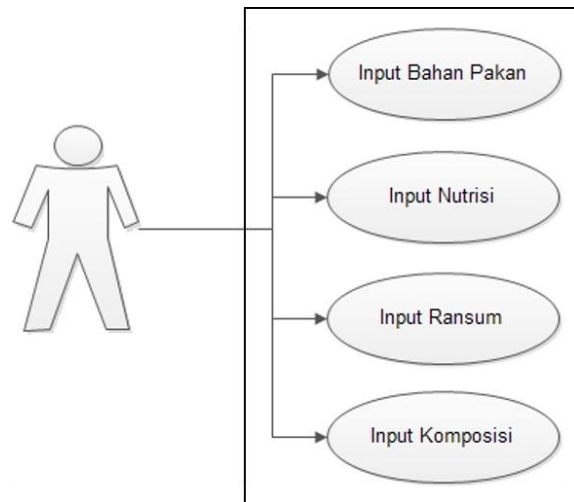 Input Bahan Pakan
Input Nutrisi
Input Ransum
Input Komposisi